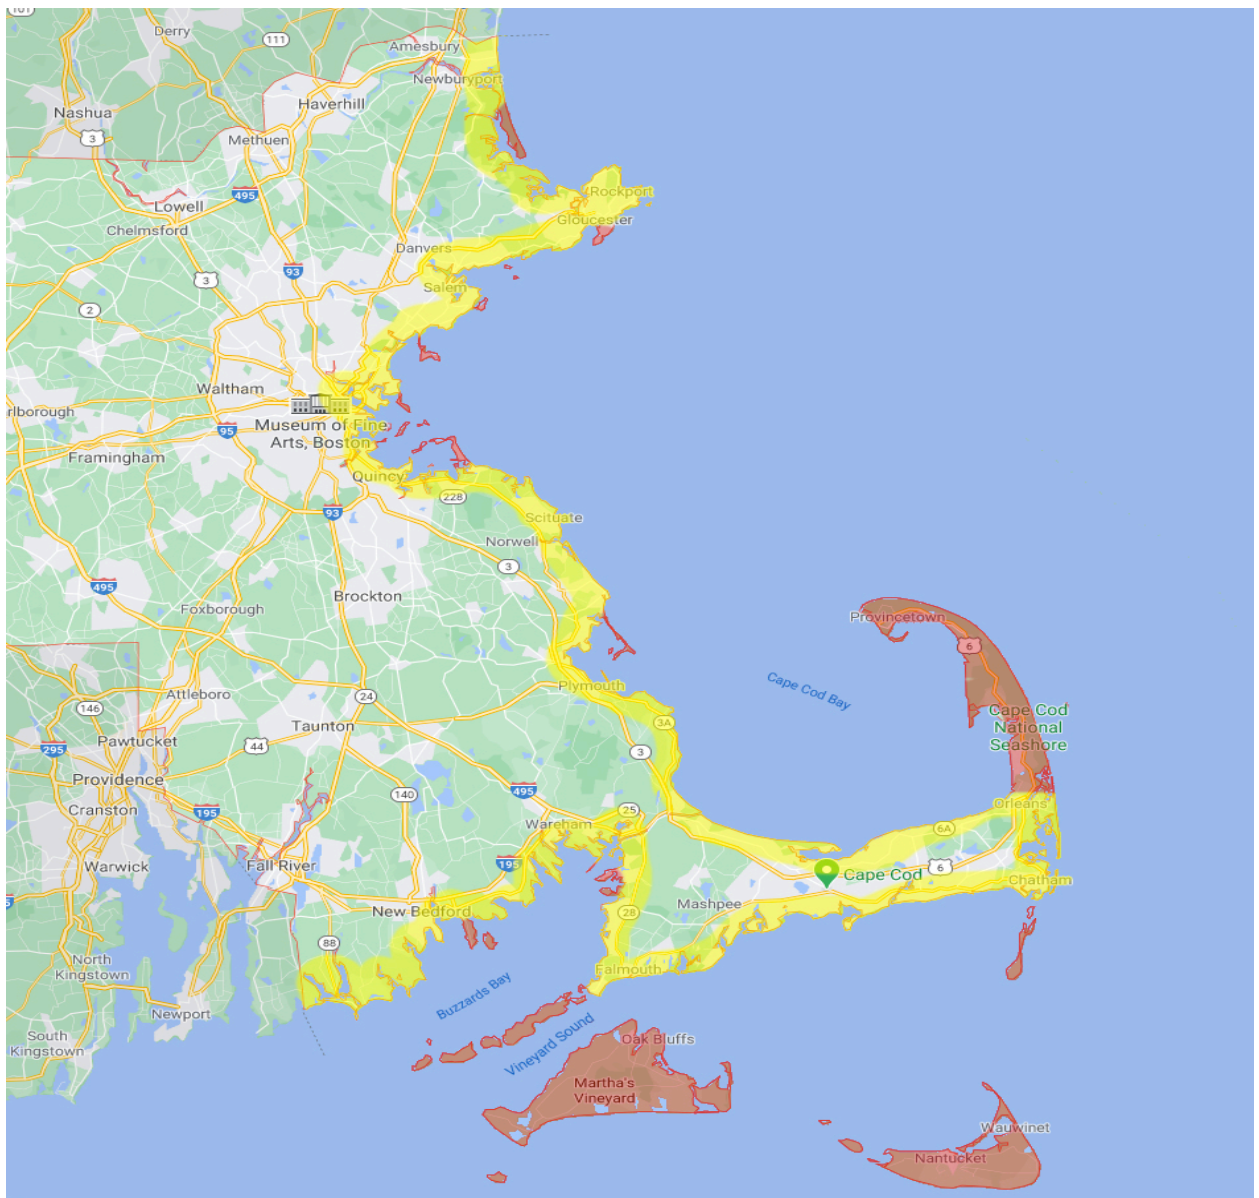 101
Derry
111
Amesbury
Newburyport
Nashua
Haverhill
3
Methuen
495
Rockport
Lowell
Gloucester
Chelmsford
Danvers
93
3
Salem
2
Waltham
Museum of Fine
Arts, Boston
95
Framingham
Quincy
228
93
Scituate
Norwell
3
495
Brockton
Foxborough
Provincetown
6
Cape Cod Bay
Plymouth
Attleboro
24
146
Taunton
3A
Cape Cod
National
Seashore
Pawtucket
44
3
295
Providence
495
140
Cranston
195
25
Orleans
Wareham
6A
Warwick
Fall River
195
Cape Cod
6
Chatham
New Bedford
Mashpee
28
88
North
Kingstown
Falmouth
Buzzards Bay
Newport
Vineyard Sound
South
Kingstown
Oak Bluffs
Martha's
Vineyard
Wauwinet
Nantucket